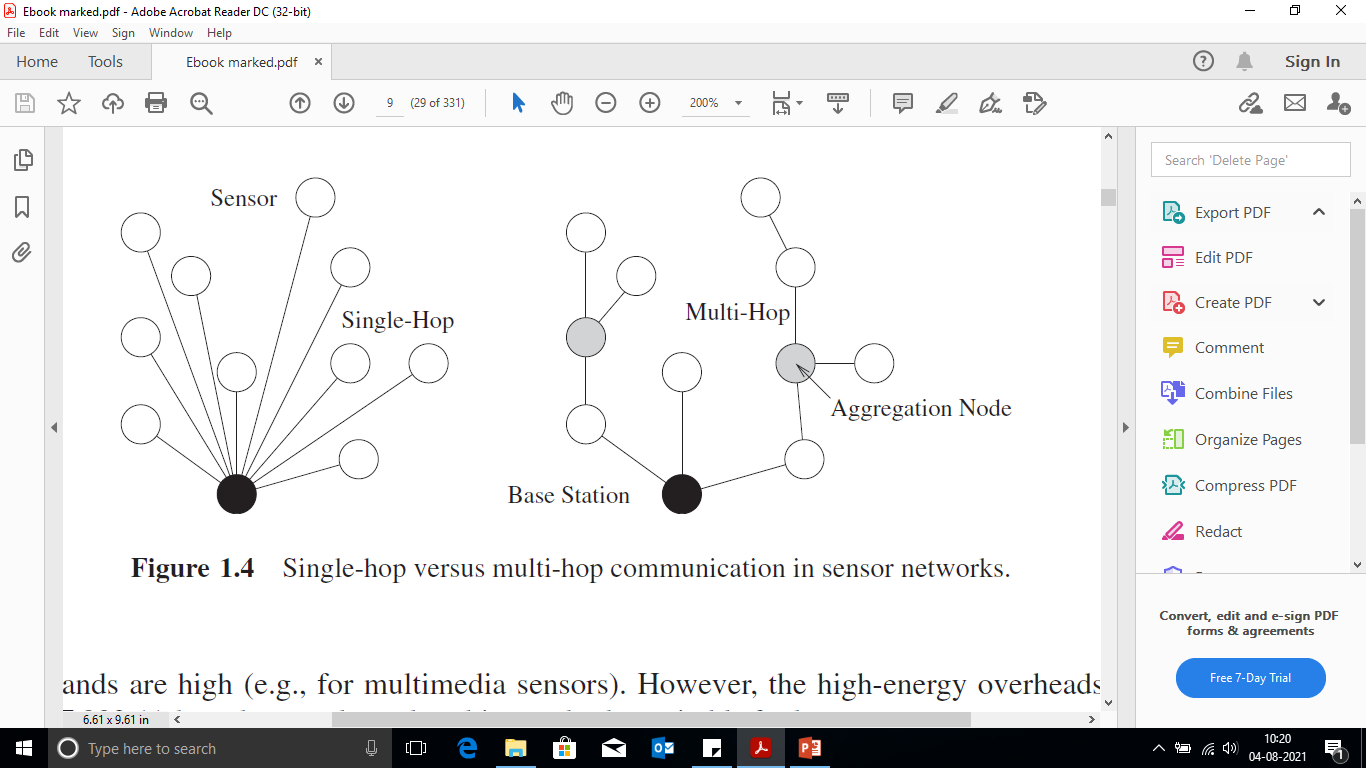 Ebook marked.pdf - Adobe Acrobat Reader DC (32-bit)
File Edit View Sign Window Help
Home Tools Ebook marked.pdf × Sign In
9 (29 of 331) 200%
Sensor
Single-Hop
Multi-Hop
Aggregation Node
Base Station
Figure 1.4 Single-hop versus multi-hop communication in sensor networks.
ands are high (e.g., for multimedia sensors). However, the high-energy overheads
6.61 x 9.61 in
Search 'Delete Page'
Export PDF
Edit PDF
Create PDF
Comment
Combine Files
Organize Pages
Compress PDF
Redact
Convert, edit and e-sign PDF
forms & agreements
Free 7-Day Trial
Type here to search
10:20
04-08-2021
1